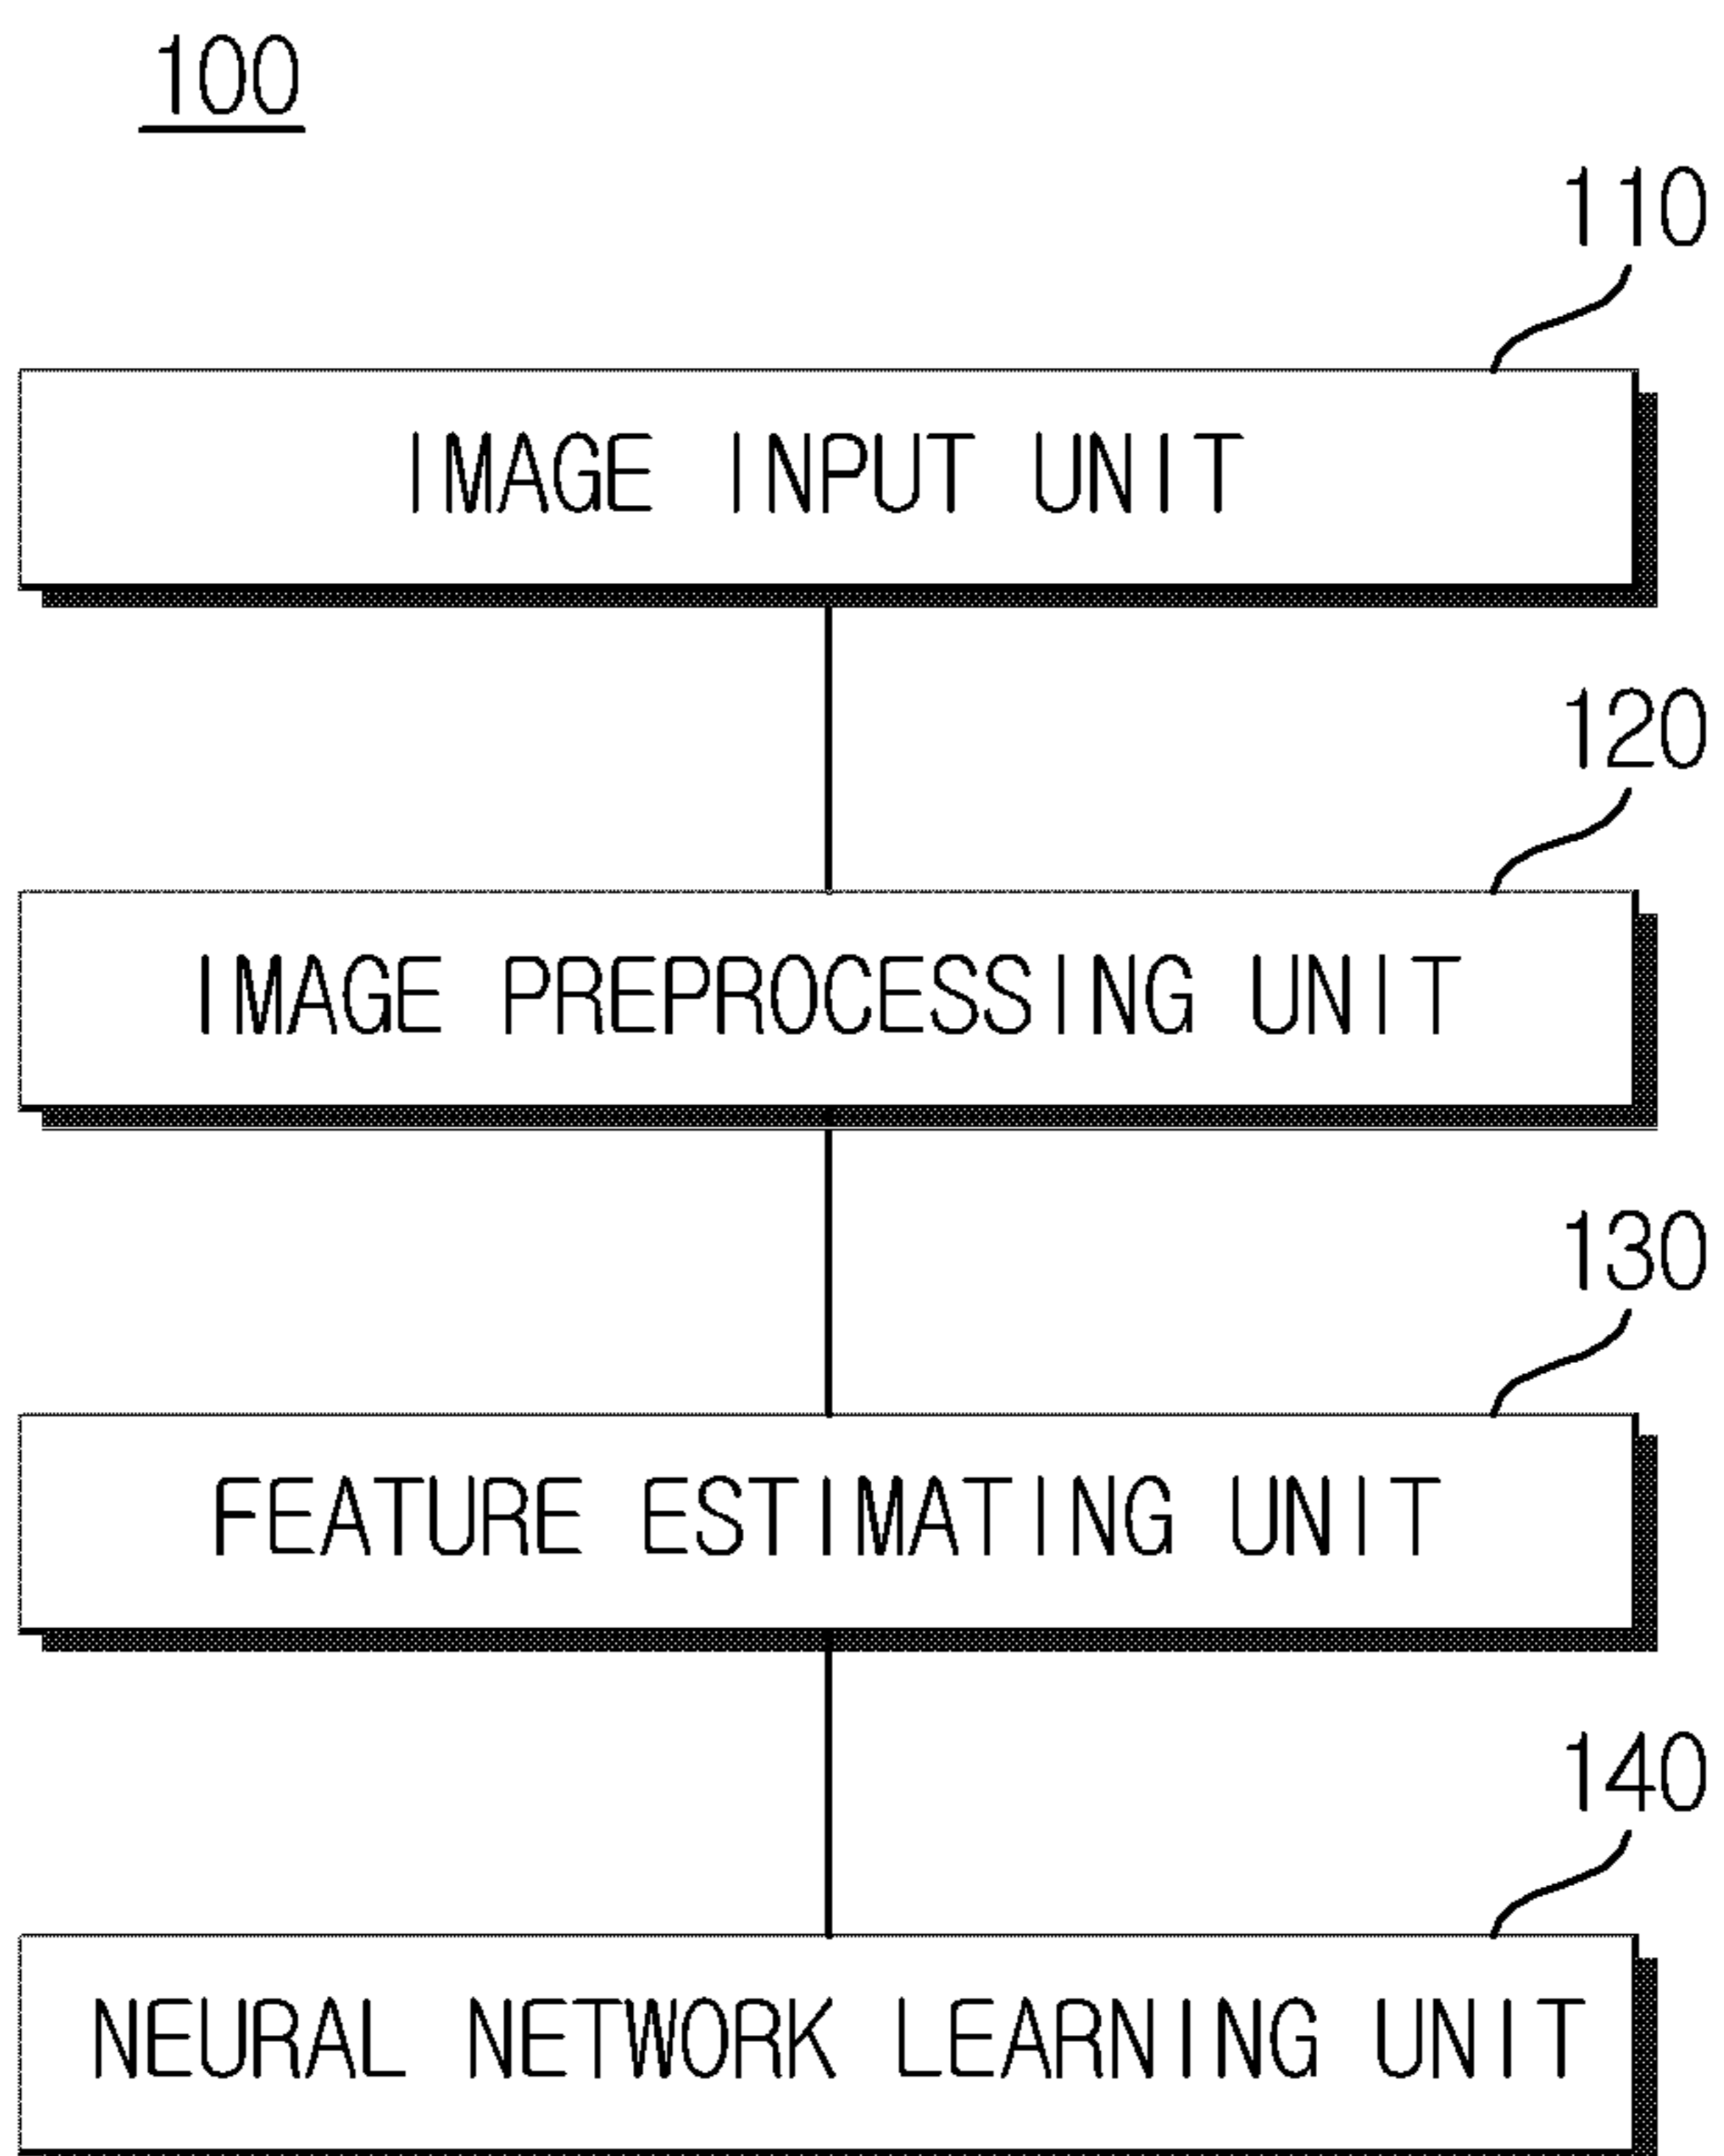 100
110
IMAGE INPUT UNIT
120
IMAGE PREPROCESSING UNIT
130
FEATURE ESTIMATING UNIT
140
NEURAL NETWORK LEARNING UNIT